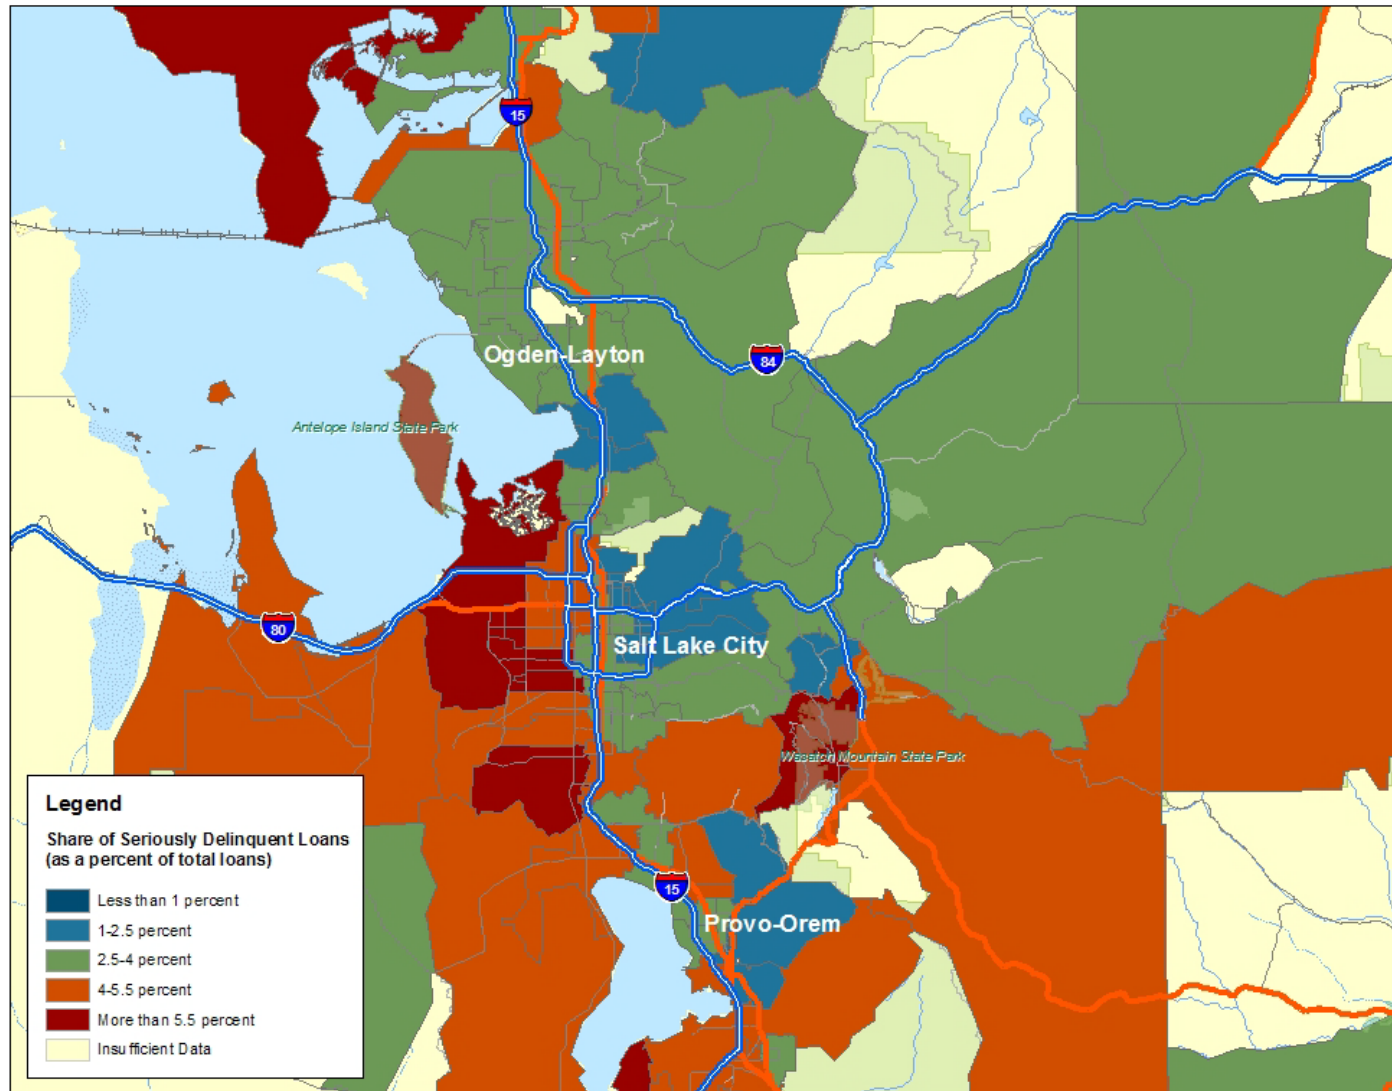 15
Ogden-Layton
84
Antelope Island State Park
80
Salt Lake City
Wasatch Mountain State Park
15
Provo-Orem
Legend
Share of Seriously Delinquent Loans
(as a percent of total loans)
Less than 1 percent
1-2.5 percent
2.5-4 percent
4-5.5 percent
More than 5.5 percent
Insufficient Data